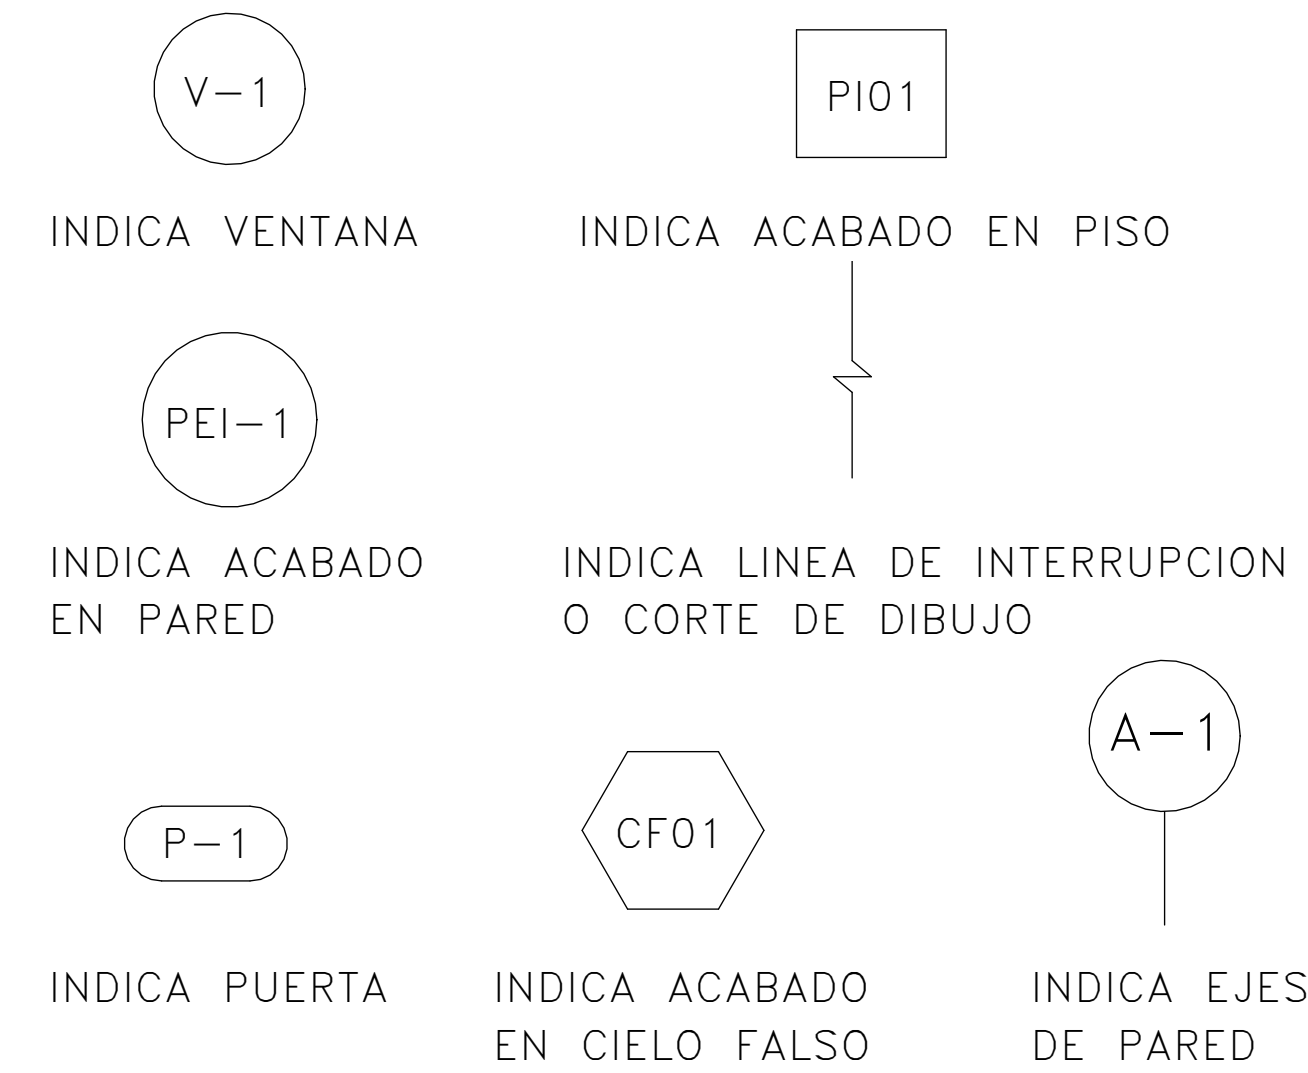 V-1
PI01
INDICA VENTANA
INDICA ACABADO EN PISO
PEI-1
INDICA ACABADO
EN PARED
INDICA LINEA DE INTERRUPCION
O CORTE DE DIBUJO
A-1
P-1
CF01
INDICA PUERTA
INDICA ACABADO
EN CIELO FALSO
INDICA EJES
DE PARED